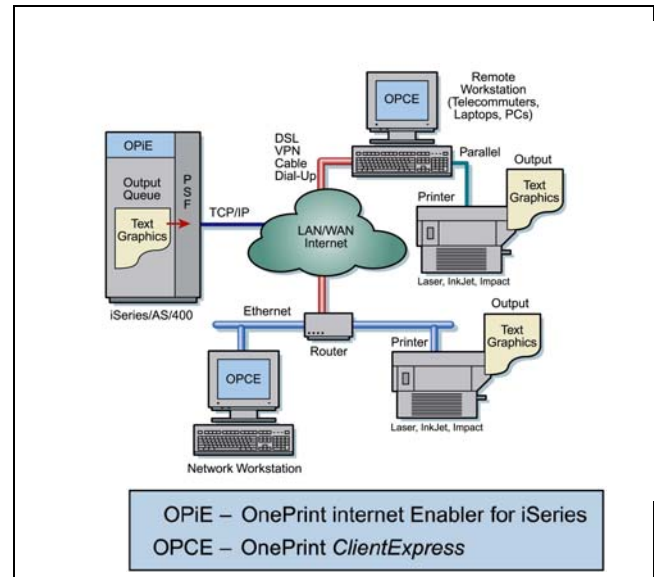 OPiE
Output
Queue
Text
Graphics
PSF
TCP/IP
iSeries/AS/400
DSL
VPN
Cable
Dial-Up
LAN/WAN
Internet
OPCE
Remote
Workstation
(Telecommuters,
Laptops, PCs)
Parallel
Printer
Output
Text
Graphics
Laser, InkJet, Impact
Ethernet
Router
OPCE
Network Workstation
Printer
Output
Text
Graphics
Laser, InkJet, Impact
OPiE – OnePrint internet Enabler for iSeries
OPCE – OnePrint ClientExpress